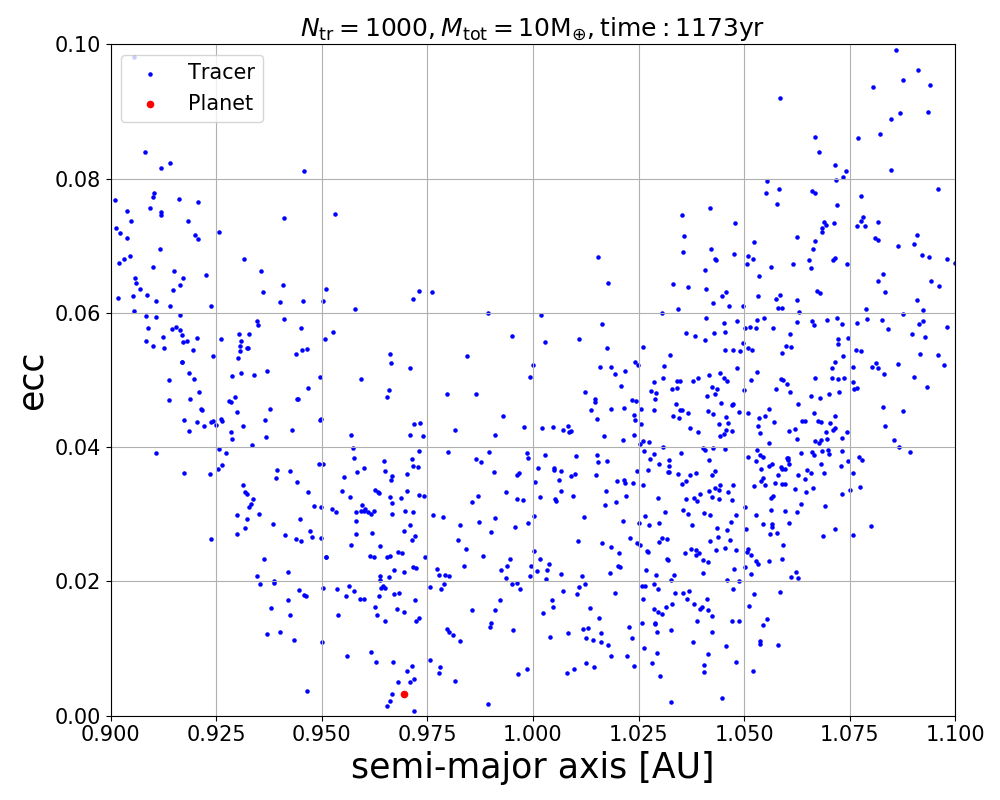 N_tr = 1000, M_tot = 10M_⊕, time : 1173yr
Tracer
Planet
0.10
0.08
0.06
0.04
0.02
0.00
ecc
0.900 0.925 0.950 0.975 1.000 1.025 1.050 1.075 1.100
semi-major axis [AU]